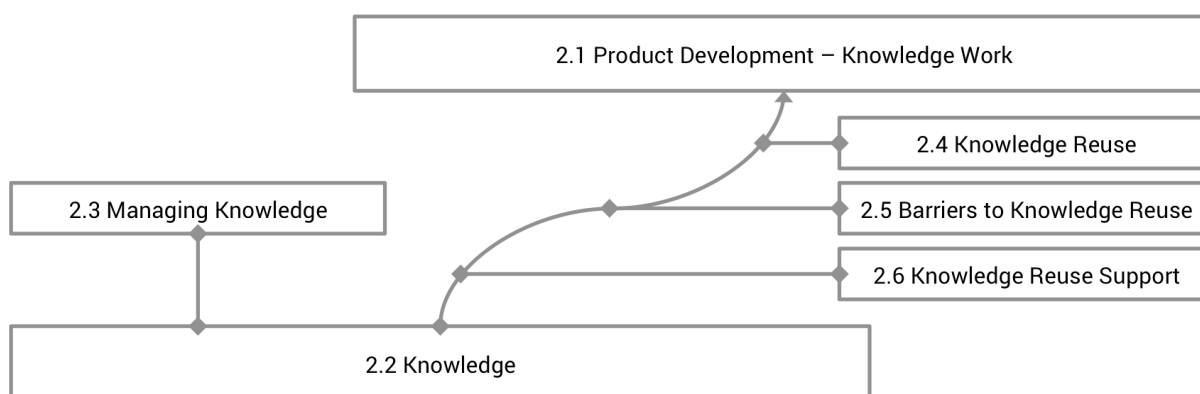 2.1 Product Development – Knowledge Work
2.4 Knowledge Reuse
2.3 Managing Knowledge
2.5 Barriers to Knowledge Reuse
2.6 Knowledge Reuse Support
2.2 Knowledge